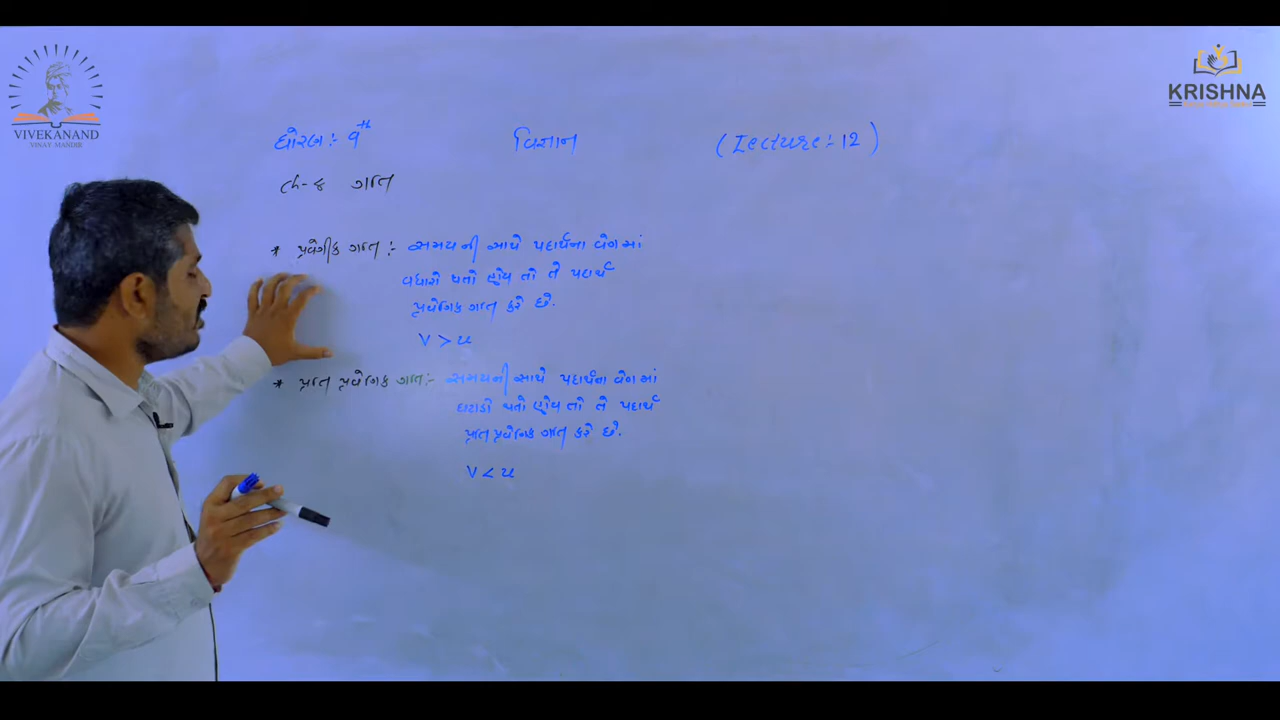 VIVEKANAND
VINAY MANDIR
KRISHNA
ધોરણ :- 9th વિજ્ઞાન (Lecture :- 12)
ch-8 ગતિ
* પ્રવેગીક ગતિ :- સમયની સાથે પદાર્થના વેગમાં
વધારો થતો હોય તો તે પદાર્થ
પ્રવેગિક ગતિ કરે છે.
v > u
* પ્રતિ પ્રવેગિક ગતિ :- સમયની સાથે પદાર્થના વેગમાં
ઘટાડો થતો હોય તો તે પદાર્થ
પ્રતિ પ્રવેગિક ગતિ કરે છે.
v < u